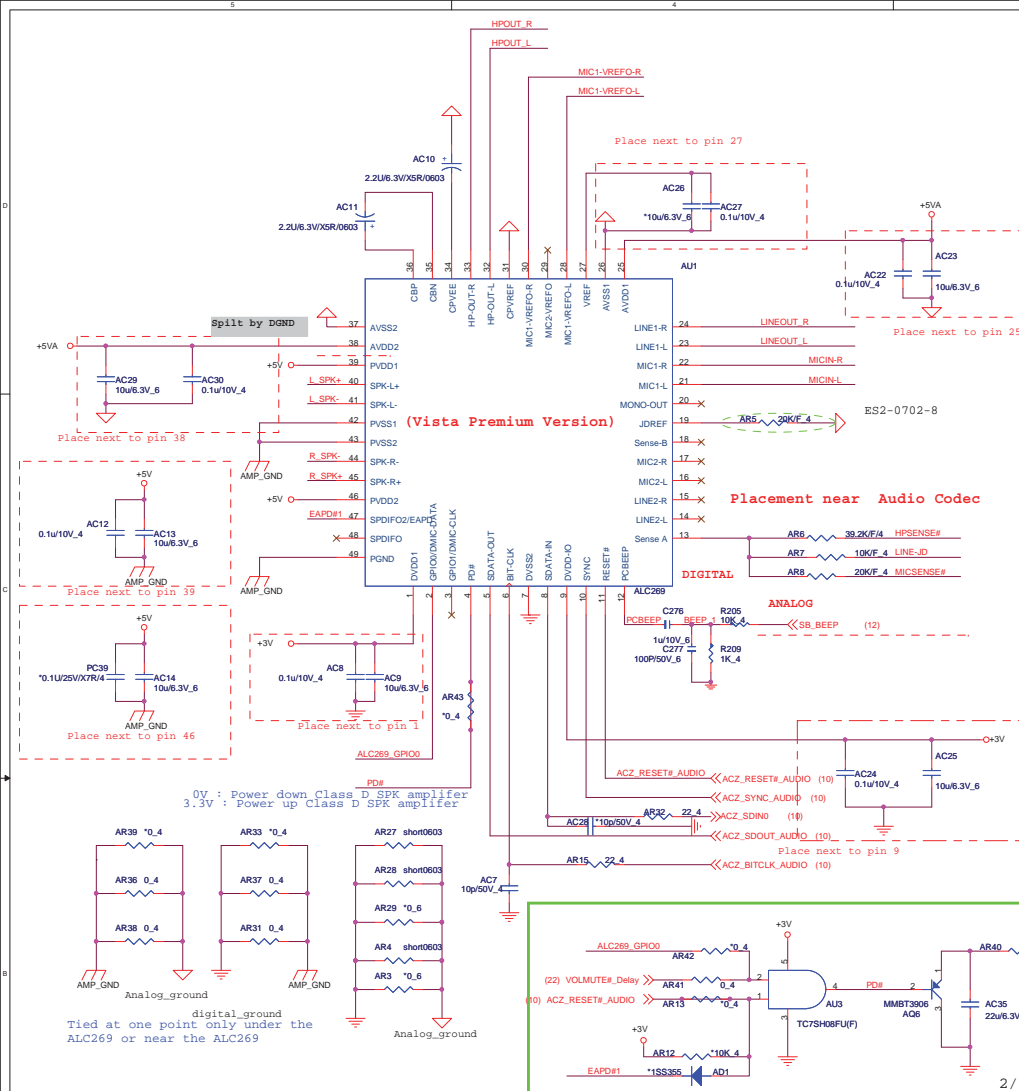 5
4
HPOUT_R
HPOUT_L
MIC1-VREFO-R
MIC1-VREFO-L
Place next to pin 27
AC10
2.2U/6.3V/X5R/0603
AC11
2.2U/6.3V/X5R/0603
AC26
*10u/6.3V_6
AC27
0.1u/10V_4
+5VA
AC23
AC22
0.1u/10V_4
10u/6.3V_6
Place next to pin 25
D
AU1
36
35
34
33
32
31
30
29
28
27
26
25
CBP
CBN
CPVEE
HP-OUT-R
HP-OUT-L
CPVREF
MIC1-VREFO-R
MIC2-VREFO
MIC1-VREFO-L
VREF
AVSS1
AVDD1
Spilt by DGND
+5VA
+5V
AC29
10u/6.3V_6
AC30
0.1u/10V_4
Place next to pin 38
L_SPK+
L_SPK-
R_SPK-
R_SPK+
+5V
EAPD#1
AMP_GND
AMP_GND
37 AVSS2
38 AVDD2
39 PVDD1
40 SPK-L+
41 SPK-L-
42 PVSS1
43 PVSS2
44 SPK-R-
45 SPK-R+
46 PVDD2
47 SPDIFO2/EAPD
48 SPDIFO
49 PGND
(Vista Premium Version)
LINE1-R 24 LINEOUT_R
LINE1-L 23 LINEOUT_L
MIC1-R 22 MICIN-R
MIC1-L 21 MICIN-L
MONO-OUT 20
JDREF 19
Sense-B 18
MIC2-R 17
MIC2-L 16
LINE2-R 15
LINE2-L 14
Sense A 13
AR5 20K/F_4
ES2-0702-8
Placement near Audio Codec
AR6 39.2K/F/4 HPSENSE#
AR7 10K/F_4 LINE-JD
AR8 20K/F_4 MICSENSE#
DIGITAL
ALC269
ANALOG
DVDD1
GPIO0/DMIC-DATA
GPIO1/DMIC-CLK
PD#
SDATA-OUT
BIT-CLK
DVSS2
SDATA-IN
DVDD-IO
SYNC
RESET#
PCBEEP
1
2
3
4
5
6
7
8
9
10
11
12
+5V
AC12
0.1u/10V_4
AC13
10u/6.3V_6
AMP_GND
Place next to pin 39
C
+5V
PC39
*0.1U/25V/X7R/4
AC14
10u/6.3V_6
AMP_GND
Place next to pin 46
+3V
AC8
0.1u/10V_4
AC9
10u/6.3V_6
Place next to pin 1
AR43
*0_4
PCBEEP
C276
1u/10V_6
BEEP_1
R205
10K_4
SB_BEEP (12)
C277
100P/50V_6
R209
1K_4
+3V
AC24
0.1u/10V_4
AC25
10u/6.3V_6
Place next to pin 9
ALC269_GPIO0
PD#
0V : Power down Class D SPK amplifer
3.3V : Power up Class D SPK amplifer
ACZ_RESET#_AUDIO
ACZ_RESET#_AUDIO (10)
ACZ_SYNC_AUDIO (10)
AR32 22_4 ACZ_SDIN0 (10)
AC28 *10p/50V_4
ACZ_SDOUT_AUDIO (10)
AR15 22_4 ACZ_BITCLK_AUDIO (10)
AC7
10p/50V_4
AR39 *0_4
AR36 0_4
AR38 0_4
AMP_GND
Analog_ground
AR33 *0_4
AR37 0_4
AR31 0_4
AMP_GND
digital_ground
AR27 short0603
AR28 short0603
AR29 *0_6
AR4 short0603
AR3 *0_6
Analog_ground
Tied at one point only under the
ALC269 or near the ALC269
B
+3V
ALC269_GPIO0
AR42 *0_4
(22) VOLMUTE#_Delay
AR41 0_4
(10) ACZ_RESET#_AUDIO
AR13 *0_4
2
1
5
3
4
AU3
TC7SH08FU(F)
PD#
2
1
3
MMBT3906
AQ6
AR40
AC35
22u/6.3V
+3V
AR12 *10K_4
EAPD#1
*1SS355 AD1
2/